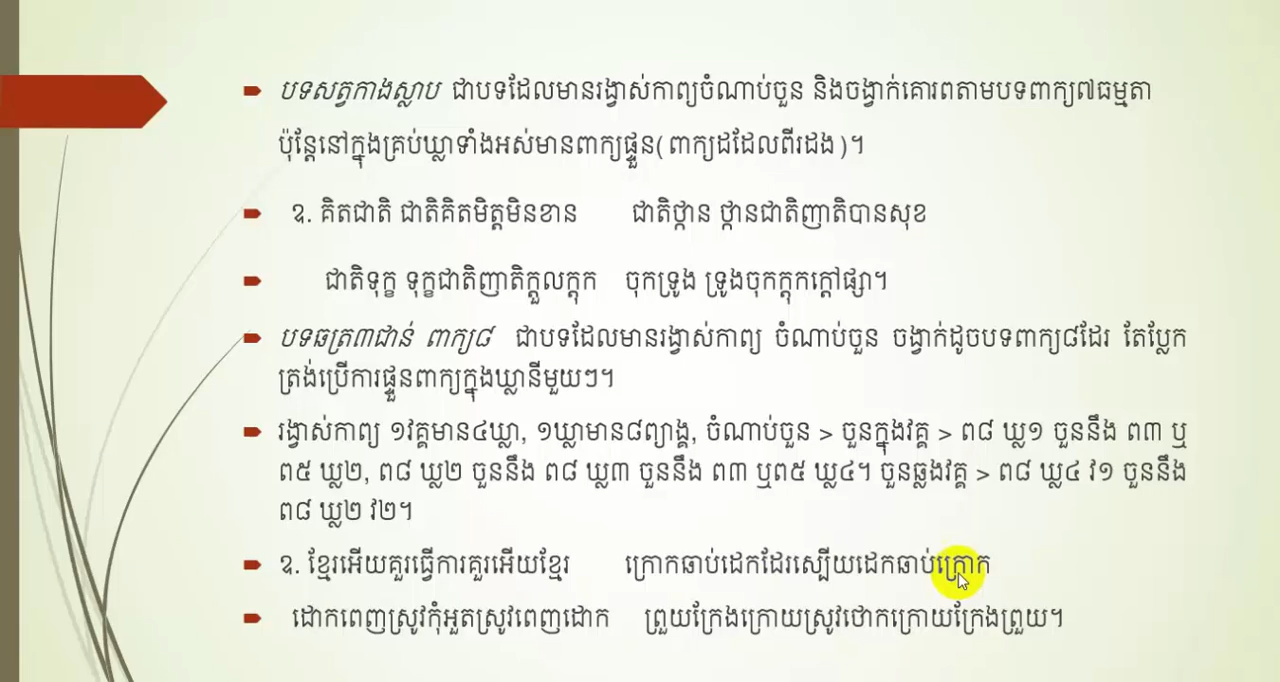 បទសត្វកាងស្លាប ជាបទដែលមានរង្វាស់កាព្យចំណាប់ចួន និងចង្វាក់គោរពតាមបទពាក្យ៧ធម្មតា
ប៉ុន្តែនៅក្នុងគ្រប់ឃ្លាទាំងអស់មានពាក្យផ្ទួន( ពាក្យដដែលពីរដង )។
ឧ. គិតជាតិ ជាតិគិតមិត្តមិនខាន ជាតិថ្កាន ថ្កានជាតិញាតិបានសុខ
ជាតិទុក្ខ ទុក្ខជាតិញាតិក្តួលក្តុក ចុកទ្រូង ទ្រូងចុកក្តុកក្តៅផ្សា។
បទឆត្រ៣ជាន់ ពាក្យ៨ ជាបទដែលមានរង្វាស់កាព្យ ចំណាប់ចួន ចង្វាក់ដូចបទពាក្យ៨ដែរ តែប្លែក
ត្រង់ប្រើការផ្ទួនពាក្យក្នុងឃ្លានីមួយៗ។
រង្វាស់កាព្យ ១វគ្គមាន៤ឃ្លា, ១ឃ្លាមាន៨ព្យាង្គ, ចំណាប់ចួន > ចួនក្នុងវគ្គ > ព៨ ឃ្ល១ ចួននឹង ព៣ ឬ
ព៥ ឃ្ល២, ព៨ ឃ្ល២ ចួននឹង ព៨ ឃ្ល៣ ចួននឹង ព៣ ឬព៥ ឃ្ល៤។ ចួនឆ្លងវគ្គ > ព៨ ឃ្ល៤ វ១ ចួននឹង
ព៨ ឃ្ល២ វ២។
ឧ. ខ្មែរអើយគួរធ្វើការគួរអើយខ្មែរ ក្រោកឆាប់ដេកដែរស្បើយដេកឆាប់ក្រោក
ដោកពេញស្រូវកុំអួតស្រូវពេញដោក ព្រួយក្រែងក្រោយស្រូវថោកក្រោយក្រែងព្រួយ។